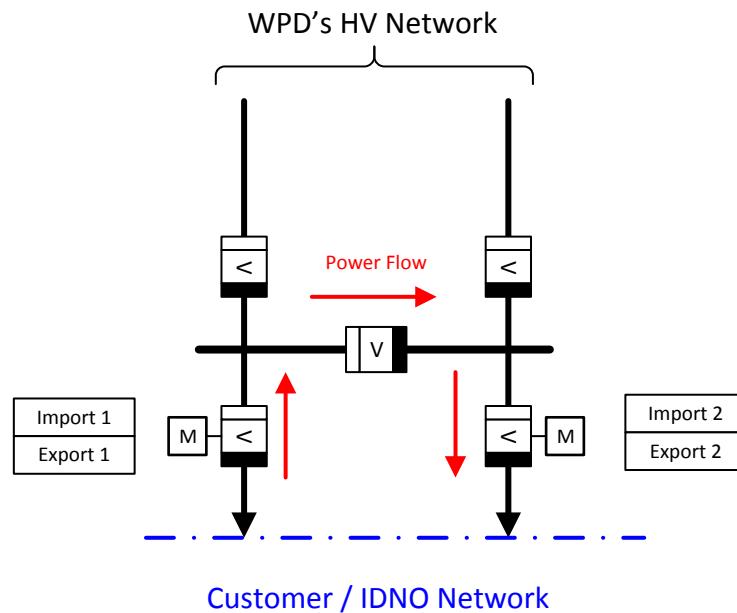 WPD’s HV Network
<
<
Power Flow
V
Import 1
Export 1
M
<
<
M
Import 2
Export 2
Customer / IDNO Network